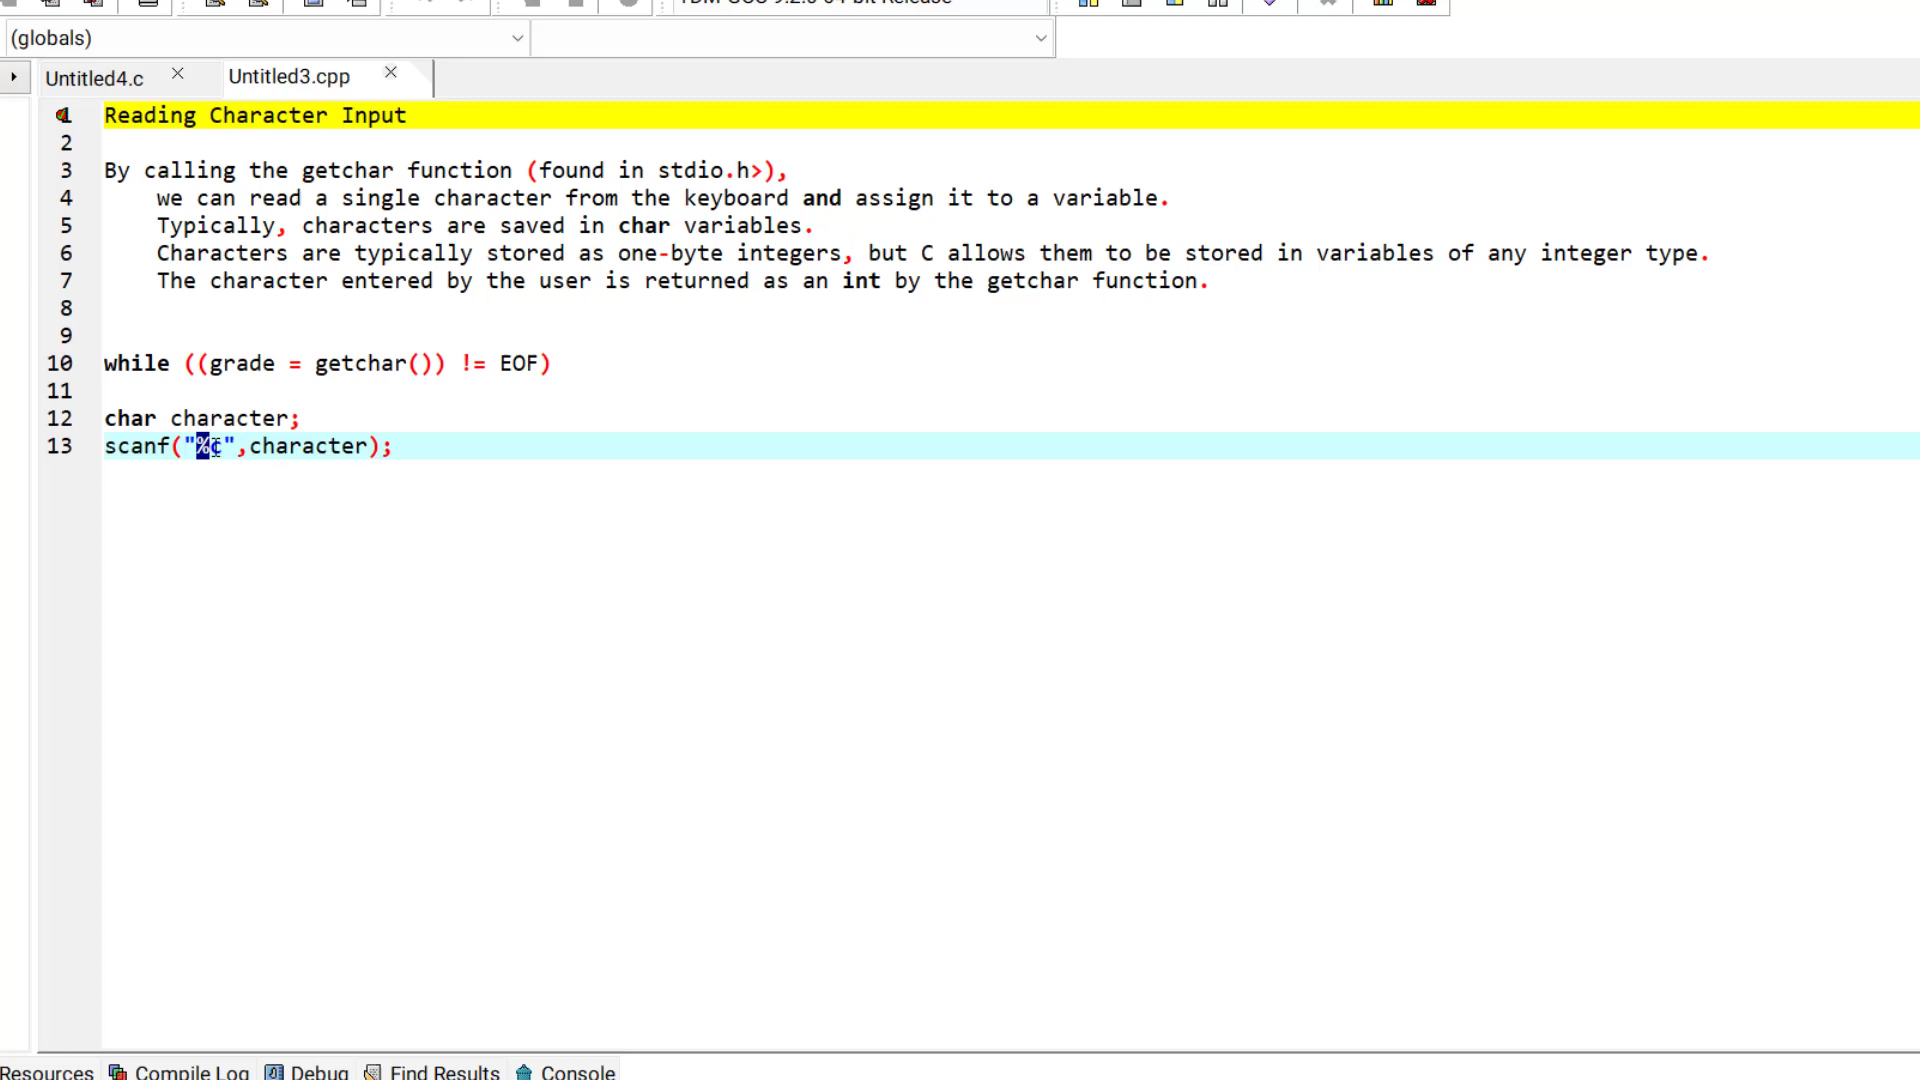 (globals)
Untitled4.c
Untitled3.cpp
1 Reading Character Input
2
3 By calling the getchar function (found in stdio.h>),
4 we can read a single character from the keyboard and assign it to a variable.
5 Typically, characters are saved in char variables.
6 Characters are typically stored as one-byte integers, but C allows them to be stored in variables of any integer type.
7 The character entered by the user is returned as an int by the getchar function.
8
9
10 while ((grade = getchar()) != EOF)
11
12 char character;
13 scanf("%c",character);
Resources Compile Log Debug Find Results Console